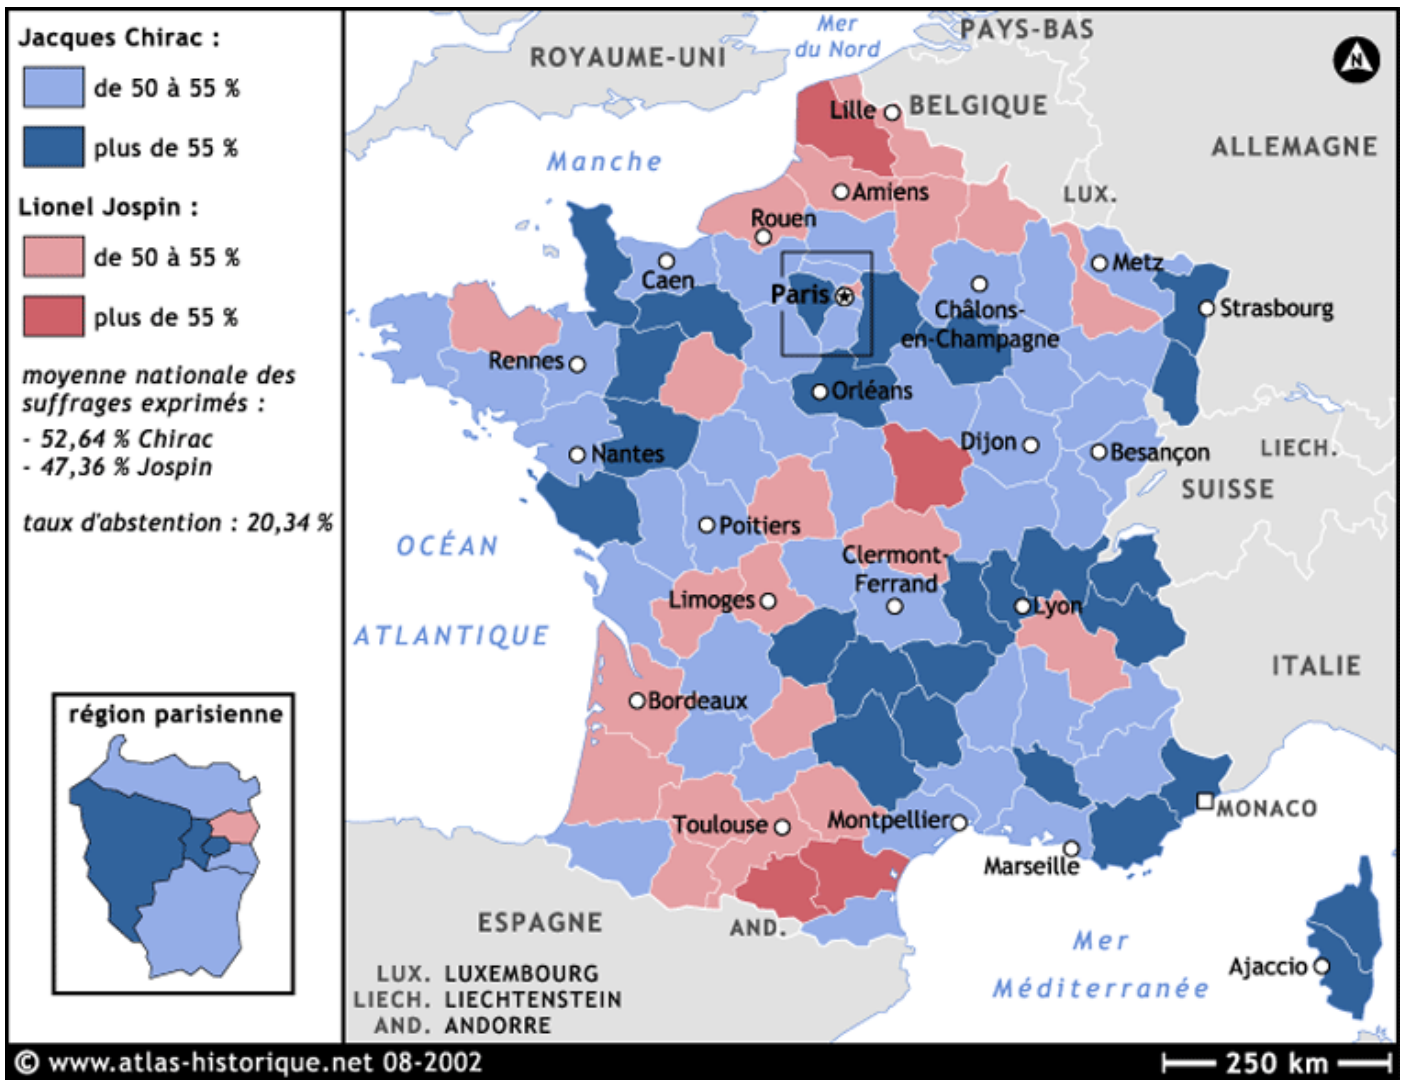 Jacques Chirac :
de 50 à 55 %
plus de 55 %
Lionel Jospin :
de 50 à 55 %
plus de 55 %
moyenne nationale des
suffrages exprimés :
- 52,64 % Chirac
- 47,36 % Jospin
taux d'abstention : 20,34 %
région parisienne
Mer
du Nord
PAYS-BAS
ROYAUME-UNI
N
Lille
BELGIQUE
ALLEMAGNE
Manche
LUX.
Amiens
Rouen
Caen
Metz
Paris
Châlons-
en-Champagne
Strasbourg
Rennes
Orléans
Dijon
Besançon
LIECH.
Nantes
SUISSE
Poitiers
OCÉAN
ATLANTIQUE
Clermont-
Ferrand
Limoges
Lyon
ITALIE
Bordeaux
MONACO
Toulouse
Montpellier
Marseille
ESPAGNE
AND.
Mer
Méditerranée
Ajaccio
LUX. LUXEMBOURG
LIECH. LIECHTENSTEIN
AND. ANDORRE
© www.atlas-historique.net 08-2002
250 km